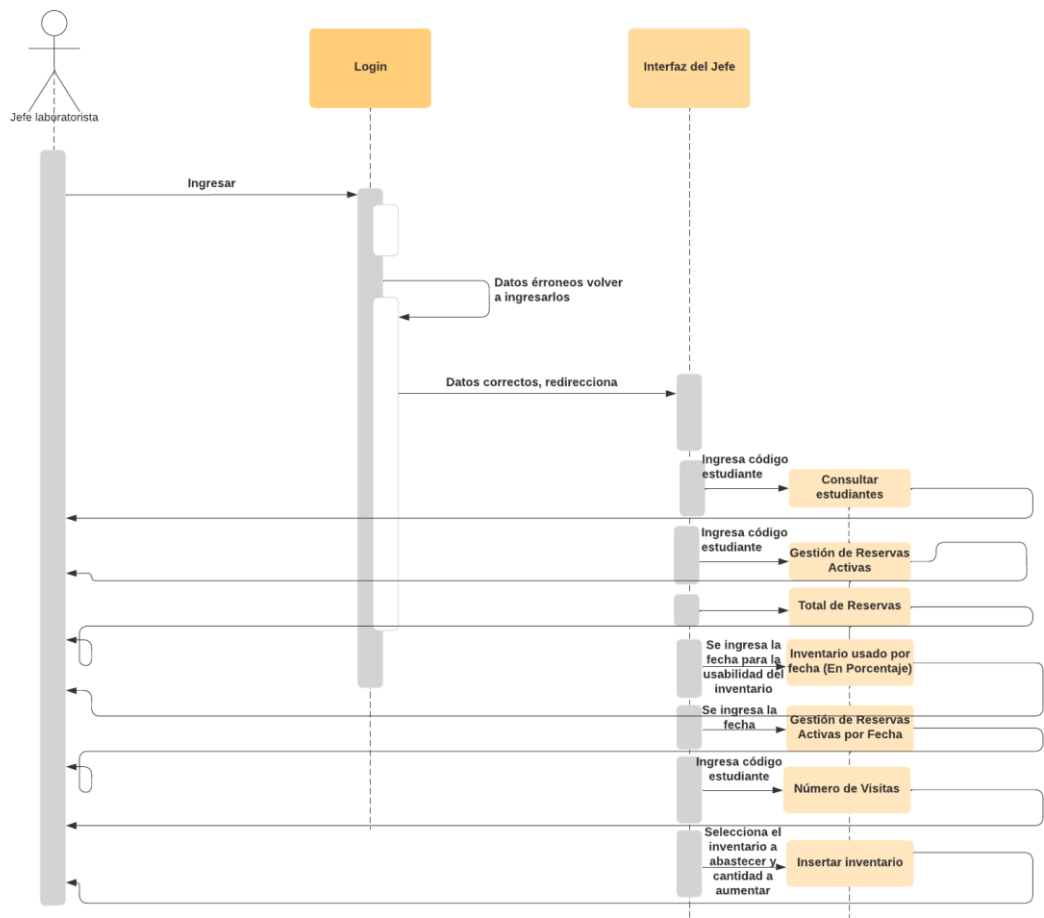 Login
Interfaz del Jefe
Jefe laboratorista
Ingresar
Datos érroneos volver
a ingresarlos
Datos correctos, redirecciona
Ingresa código
estudiante
Consultar
estudiantes
Ingresa código
estudiante
Gestión de Reservas
Activas
Total de Reservas
Se ingresa la
fecha para la
usabilidad del
inventario
Inventario usado por
fecha (En Porcentaje)
Se ingresa la
fecha
Gestión de Reservas
Activas por Fecha
Ingresa código
estudiante
Número de Visitas
Selecciona el
inventario a
abastecer y
cantidad a
aumentar
Insertar inventario